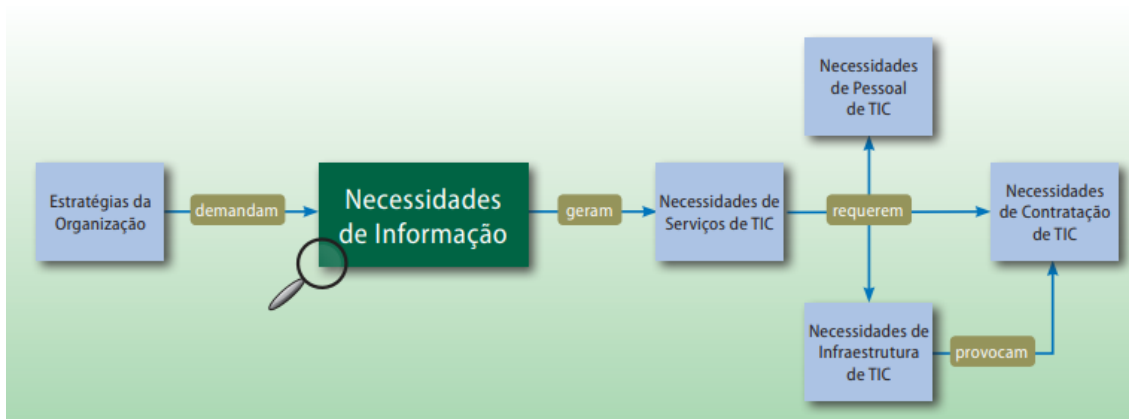 Estratégias da
Organização
demandam
Necessidades
de Informação
geram
Necessidades de
Serviços de TIC
requerem
Necessidades
de Pessoal
de TIC
Necessidades
de Contratação
de TIC
Necessidades de
Infraestrutura
de TIC
provocam